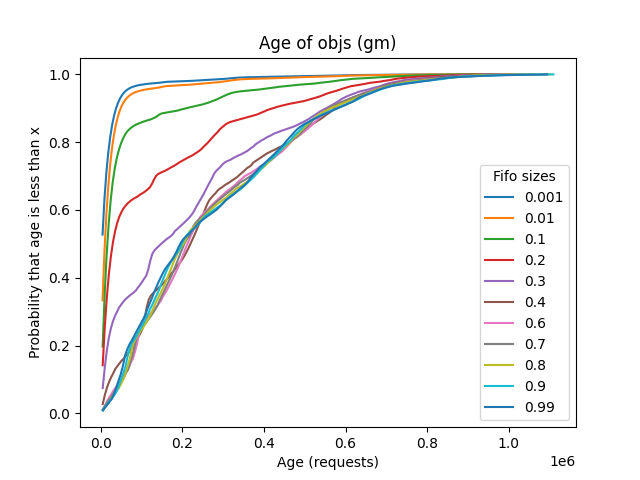 Age of objs (gm)
Probability that age is less than x
1.0
0.8
0.6
0.4
0.2
0.0
Fifo sizes
0.001
0.01
0.1
0.2
0.3
0.4
0.6
0.7
0.8
0.9
0.99
0.0 0.2 0.4 0.6 0.8 1.0
1e6
Age (requests)